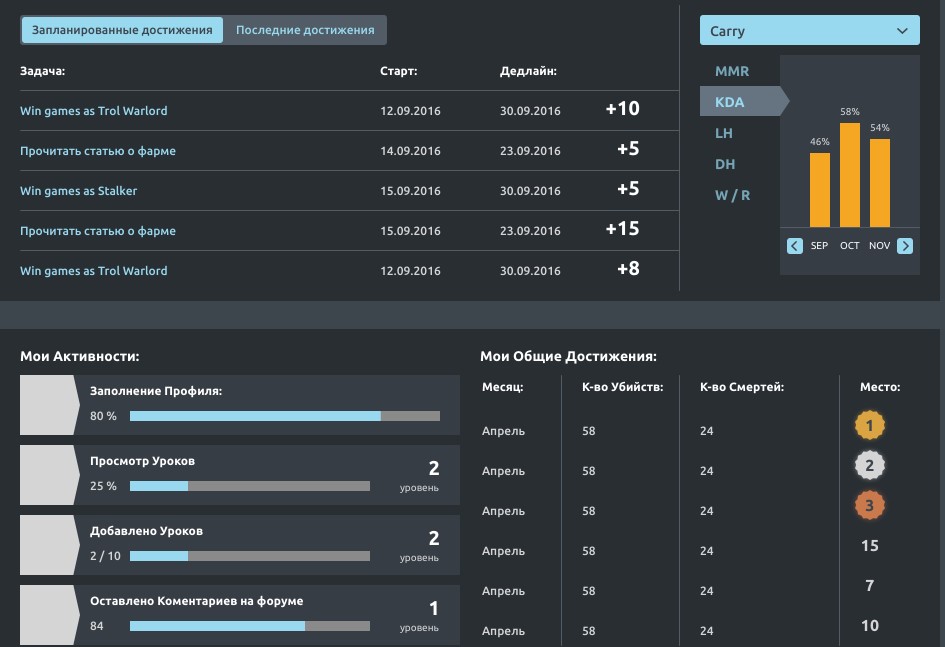 Запланированные достижения Последние достижения
Задача: Старт: Дедлайн:
Win games as Trol Warlord 12.09.2016 30.09.2016 +10
Прочитать статью о фарме 14.09.2016 23.09.2016 +5
Win games as Stalker 15.09.2016 30.09.2016 +5
Прочитать статью о фарме 15.09.2016 23.09.2016 +15
Win games as Trol Warlord 12.09.2016 30.09.2016 +8
Carry
MMR
KDA
LH
DH
W / R
46% 58% 54%
SEP OCT NOV
Мои Активности:
Заполнение Профиля:
80 %
Просмотр Уроков
25 % 2
уровень
Добавлено Уроков
2 / 10 2
уровень
Оставлено Коментариев на форуме
84 1
уровень
Мои Общие Достижения:
Месяц: К-во Убийств: К-во Смертей: Место:
Апрель 58 24 1
Апрель 58 24 2
Апрель 58 24 3
Апрель 58 24 15
Апрель 58 24 7
Апрель 58 24 10